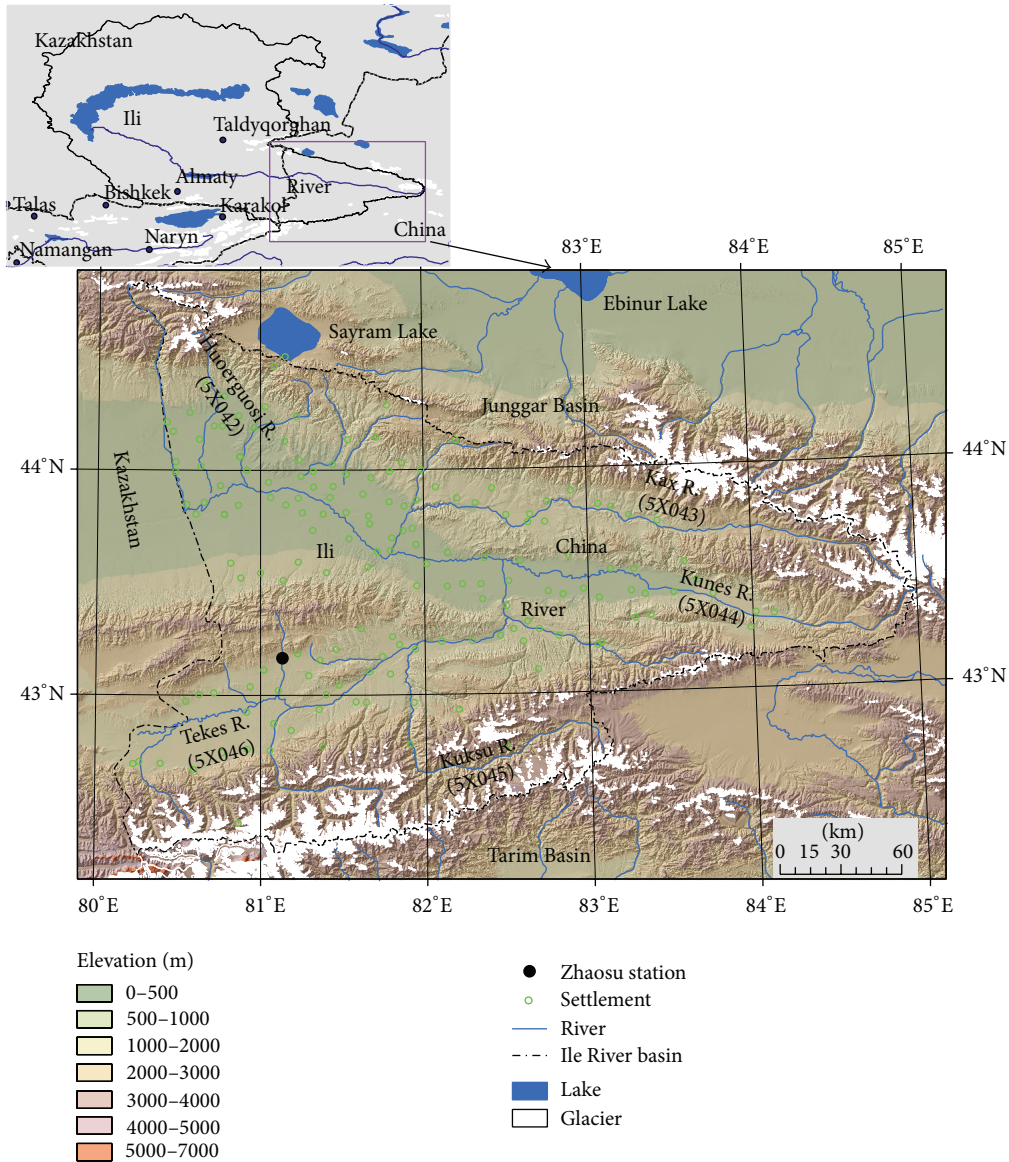 Kazakhstan
Ili
Taldyqorghan
Almaty
River
Bishkek
Talas
Karakol
China
Naryn
Namangan
83°E
84°E
85°E
Ebinur Lake
Sayram Lake
Huoerguosi R.
(5X042)
Junggar Basin
44°N
44°N
Kazakhstan
Kax R.
(5X043)
Ili
China
Kunes R.
(5X044)
River
43°N
43°N
Tekes R.
(5X046)
Kuksu R.
(5X045)
(km)
0 15 30 60
Tarim Basin
80°E
81°E
82°E
83°E
84°E
85°E
Elevation (m)
0–500
500–1000
1000–2000
2000–3000
3000–4000
4000–5000
5000–7000
Zhaosu station
Settlement
River
Ile River basin
Lake
Glacier